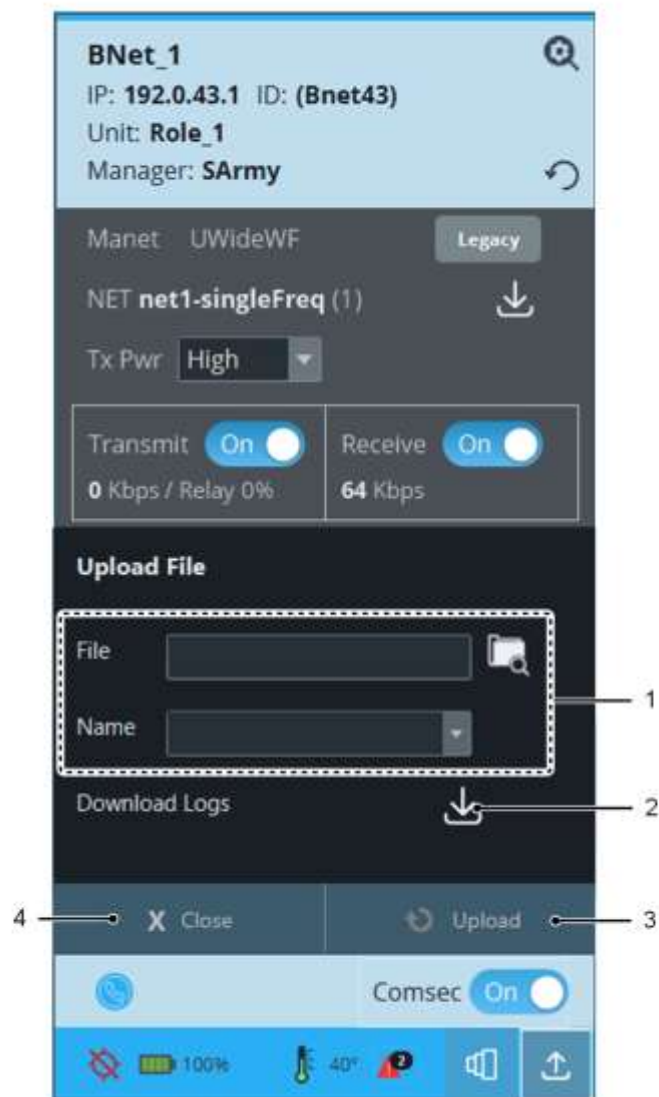 BNet_1
IP: 192.0.43.1 ID: (Bnet43)
Unit: Role_1
Manager: SArmy
Manet UWideWF Legacy
NET net1-singleFreq (1)
Tx Pwr High
Transmit On Receive On
0 Kbps / Relay 0% 64 Kbps
Upload File
File
1
Name
Download Logs 2
4 X Close Upload 3
Comsec On
100% 40° 2